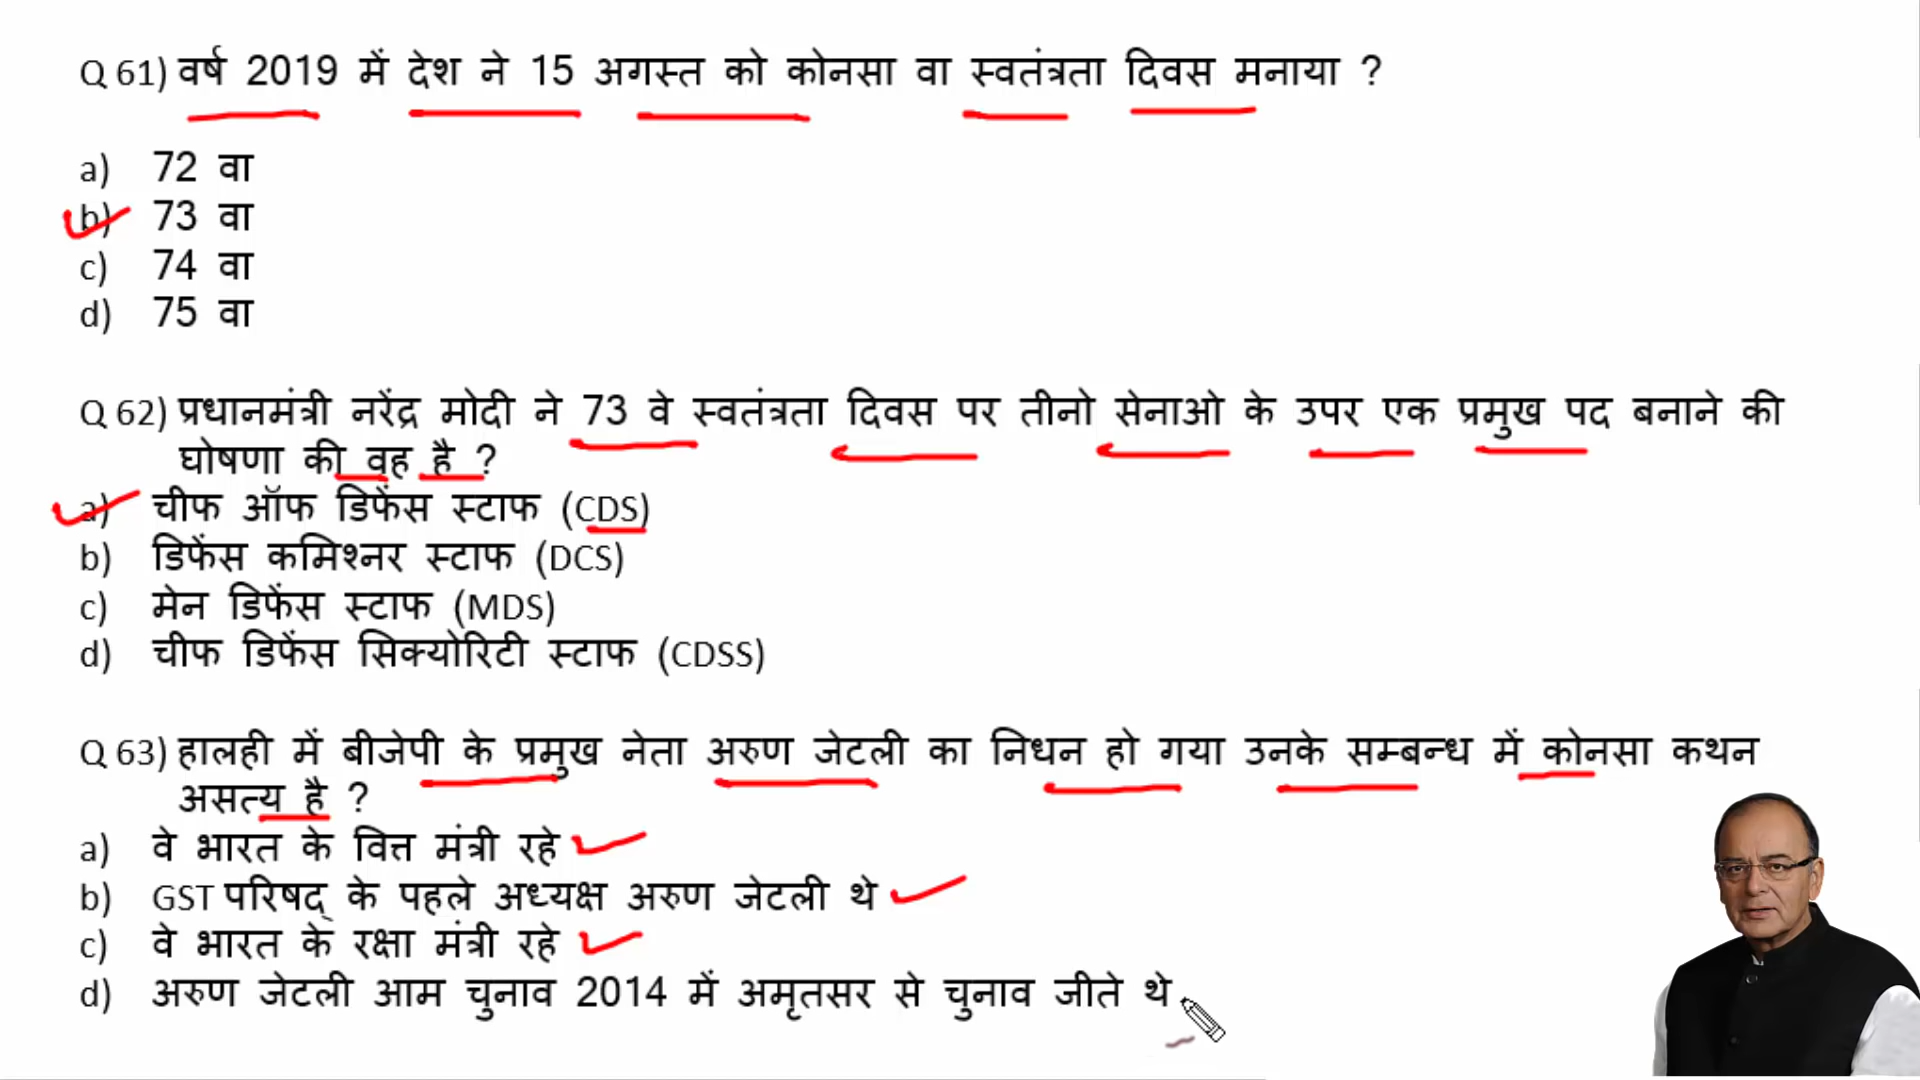 Q 61) वर्ष 2019 में देश ने 15 अगस्त को कोनसा वा स्वतंत्रता दिवस मनाया ?
a) 72 वा
b) 73 वा
c) 74 वा
d) 75 वा
Q 62) प्रधानमंत्री नरेंद्र मोदी ने 73 वे स्वतंत्रता दिवस पर तीनो सेनाओ के उपर एक प्रमुख पद बनाने की
घोषणा की वह है ?
a) चीफ ऑफ डिफेंस स्टाफ (CDS)
b) डिफेंस कमिश्नर स्टाफ (DCS)
c) मेन डिफेंस स्टाफ (MDS)
d) चीफ डिफेंस सिक्योरिटी स्टाफ (CDSS)
Q 63) हालही में बीजेपी के प्रमुख नेता अरुण जेटली का निधन हो गया उनके सम्बन्ध में कोनसा कथन
असत्य है ?
a) वे भारत के वित्त मंत्री रहे
b) GST परिषद् के पहले अध्यक्ष अरुण जेटली थे
c) वे भारत के रक्षा मंत्री रहे
d) अरुण जेटली आम चुनाव 2014 में अमृतसर से चुनाव जीते थे